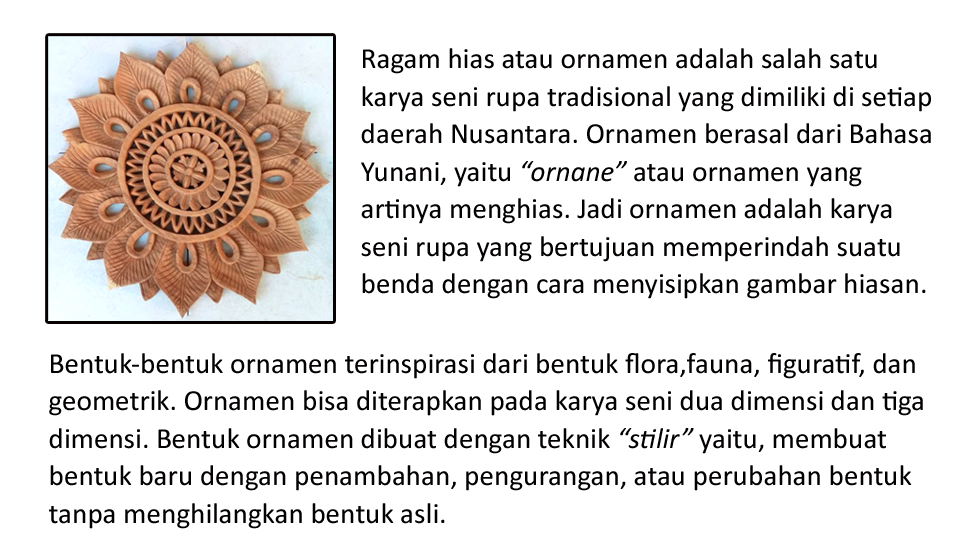 Ragam hias atau ornamen adalah salah satu
karya seni rupa tradisional yang dimiliki di setiap
daerah Nusantara. Ornamen berasal dari Bahasa
Yunani, yaitu “ornane” atau ornamen yang
artinya menghias. Jadi ornamen adalah karya
seni rupa yang bertujuan memperindah suatu
benda dengan cara menyisipkan gambar hiasan.
Bentuk-bentuk ornamen terinspirasi dari bentuk flora,fauna, figuratif, dan
geometrik. Ornamen bisa diterapkan pada karya seni dua dimensi dan tiga
dimensi. Bentuk ornamen dibuat dengan teknik “stilir” yaitu, membuat
bentuk baru dengan penambahan, pengurangan, atau perubahan bentuk
tanpa menghilangkan bentuk asli.